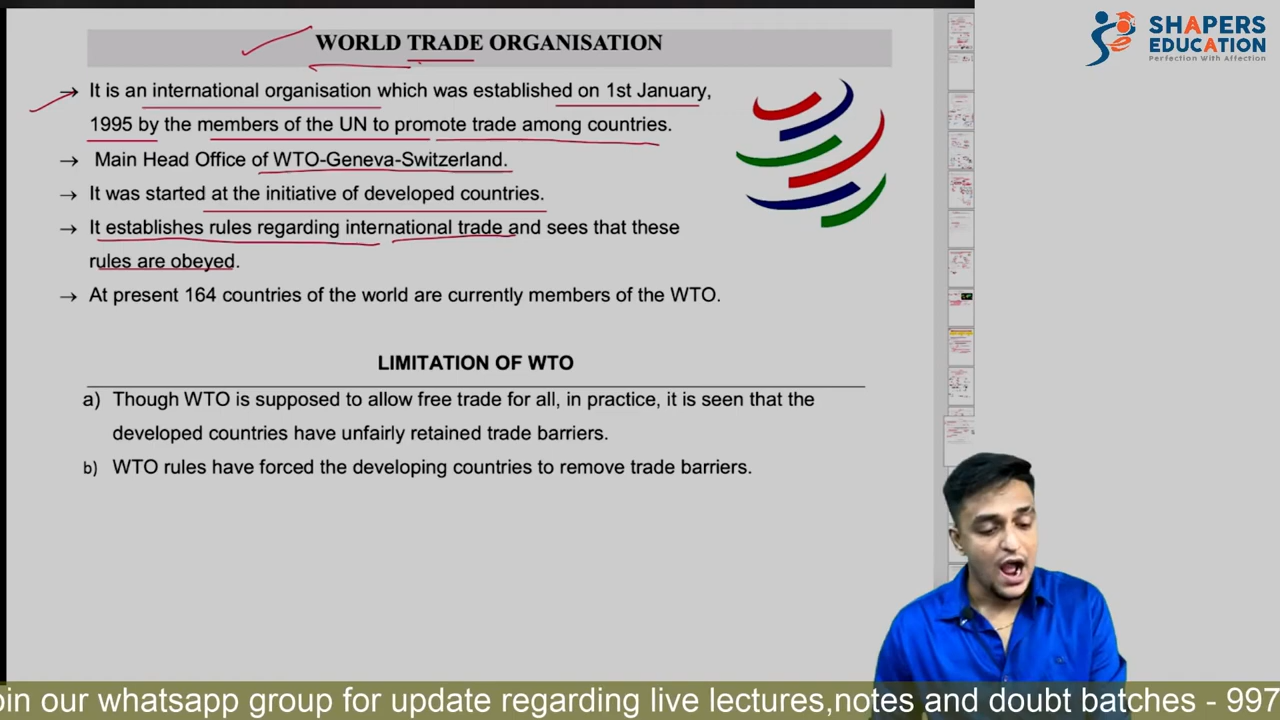 SHAPERS
EDUCATION
Perfection With Affection
WORLD TRADE ORGANISATION
→ It is an international organisation which was established on 1st January,
1995 by the members of the UN to promote trade among countries.
→ Main Head Office of WTO-Geneva-Switzerland.
→ It was started at the initiative of developed countries.
→ It establishes rules regarding international trade and sees that these
rules are obeyed.
→ At present 164 countries of the world are currently members of the WTO.
LIMITATION OF WTO
a) Though WTO is supposed to allow free trade for all, in practice, it is seen that the
developed countries have unfairly retained trade barriers.
b) WTO rules have forced the developing countries to remove trade barriers.
oin our whatsapp group for update regarding live lectures,notes and doubt batches - 997